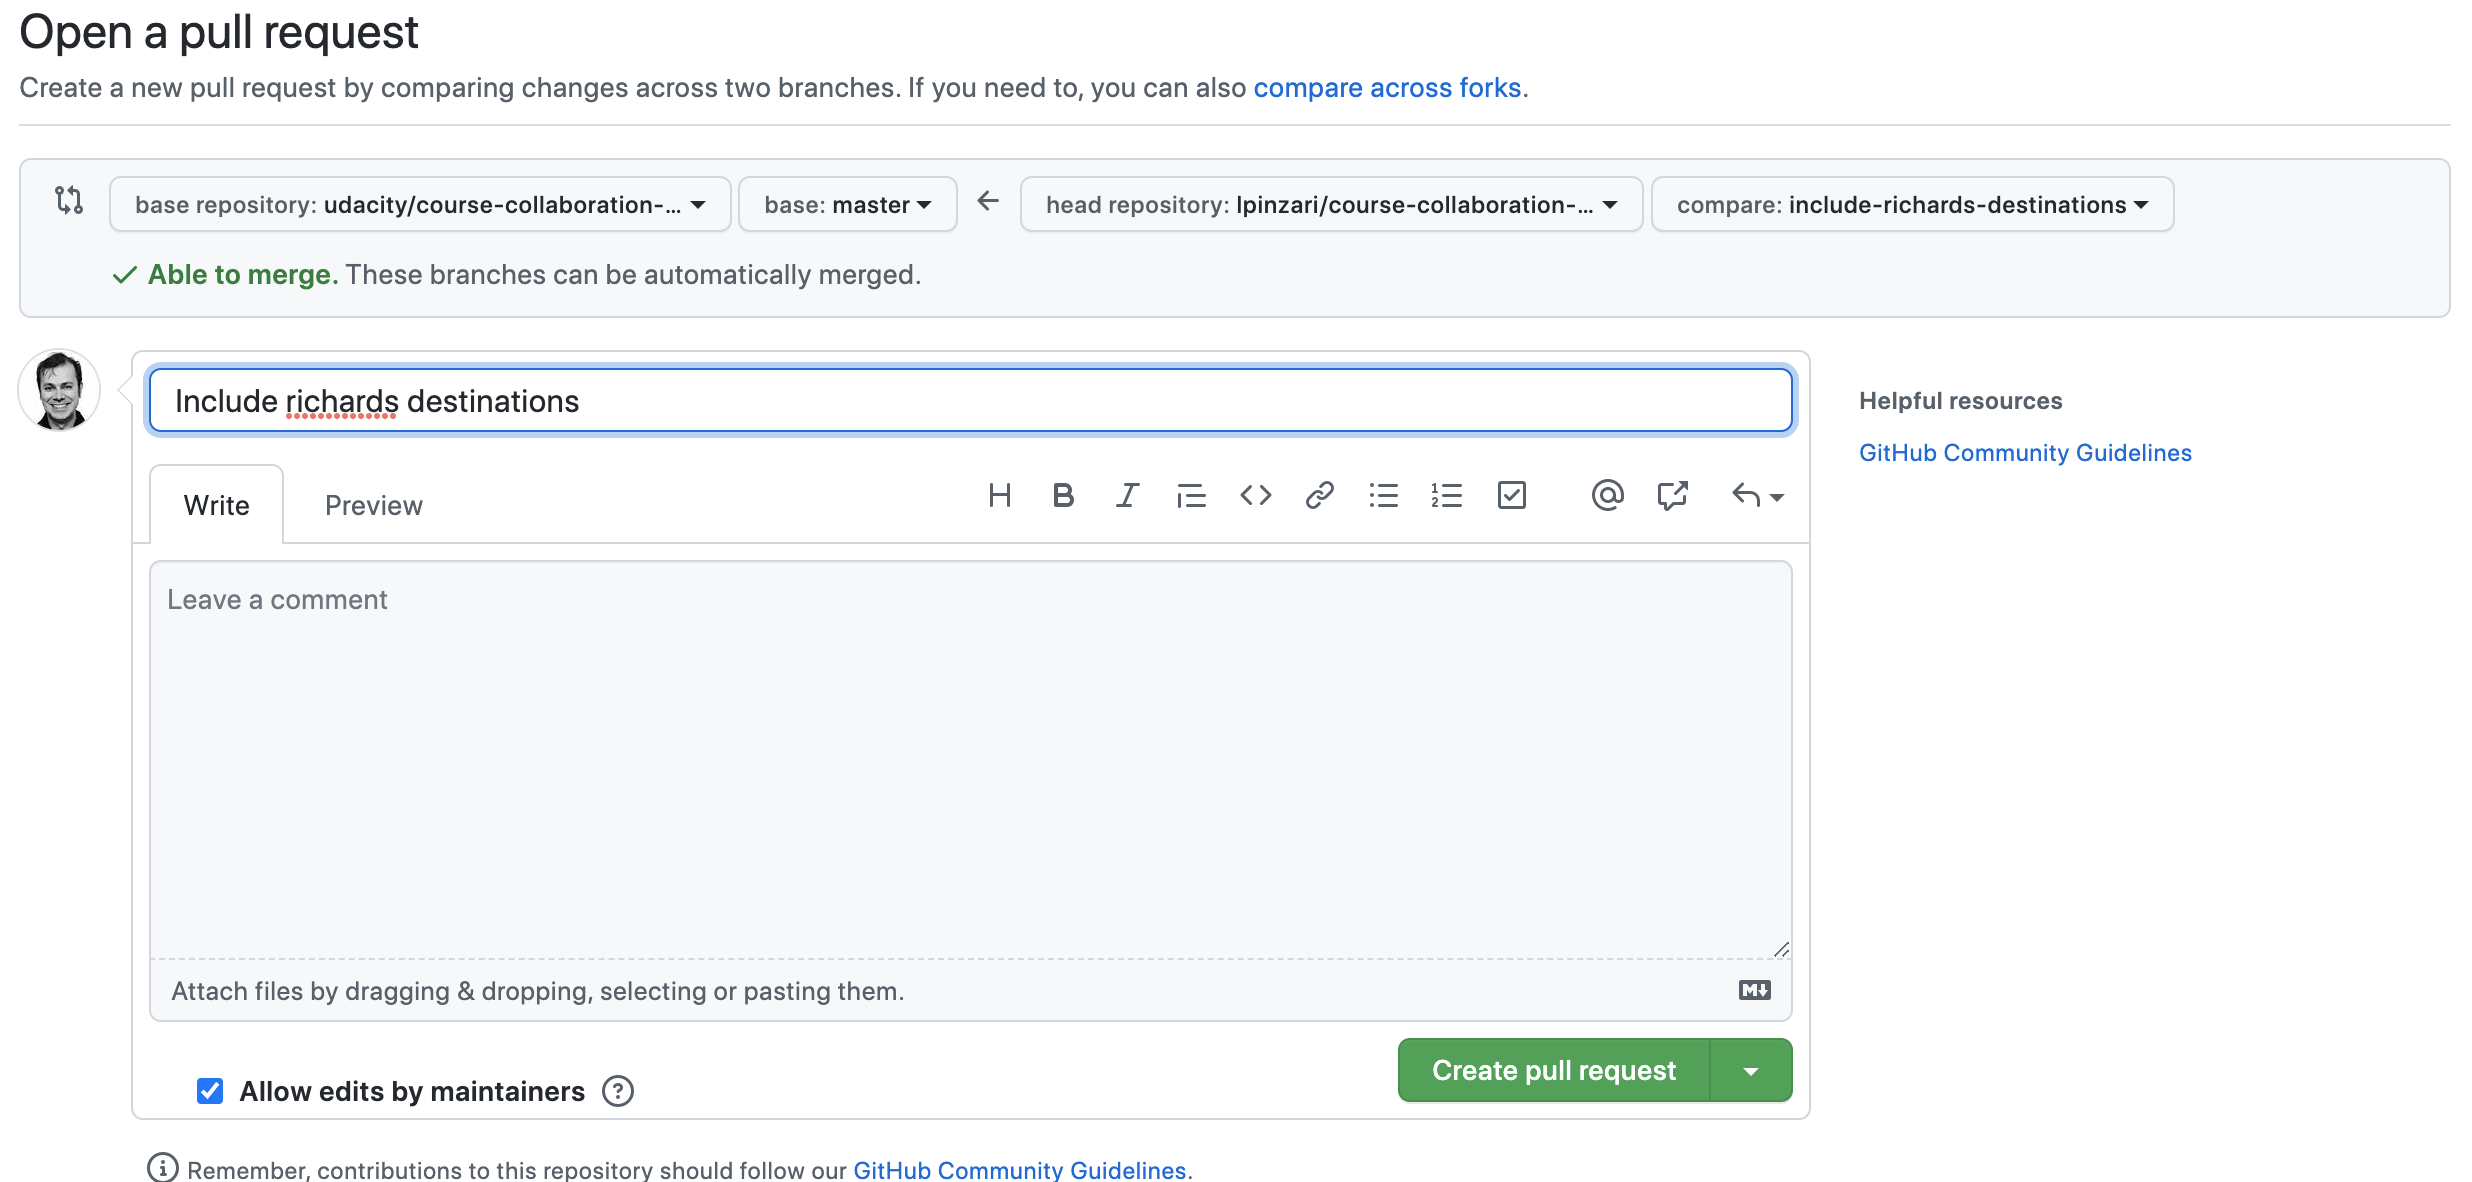 Open a pull request
Create a new pull request by comparing changes across two branches. If you need to, you can also compare across forks.
base repository: udacity/course-collaboration-... base: master head repository: lpinzari/course-collaboration-... compare: include-richards-destinations
Able to merge. These branches can be automatically merged.
Include richards destinations
Helpful resources
GitHub Community Guidelines
Write Preview
Leave a comment
Attach files by dragging & dropping, selecting or pasting them.
Create pull request
Allow edits by maintainers
Remember, contributions to this repository should follow our GitHub Community Guidelines.